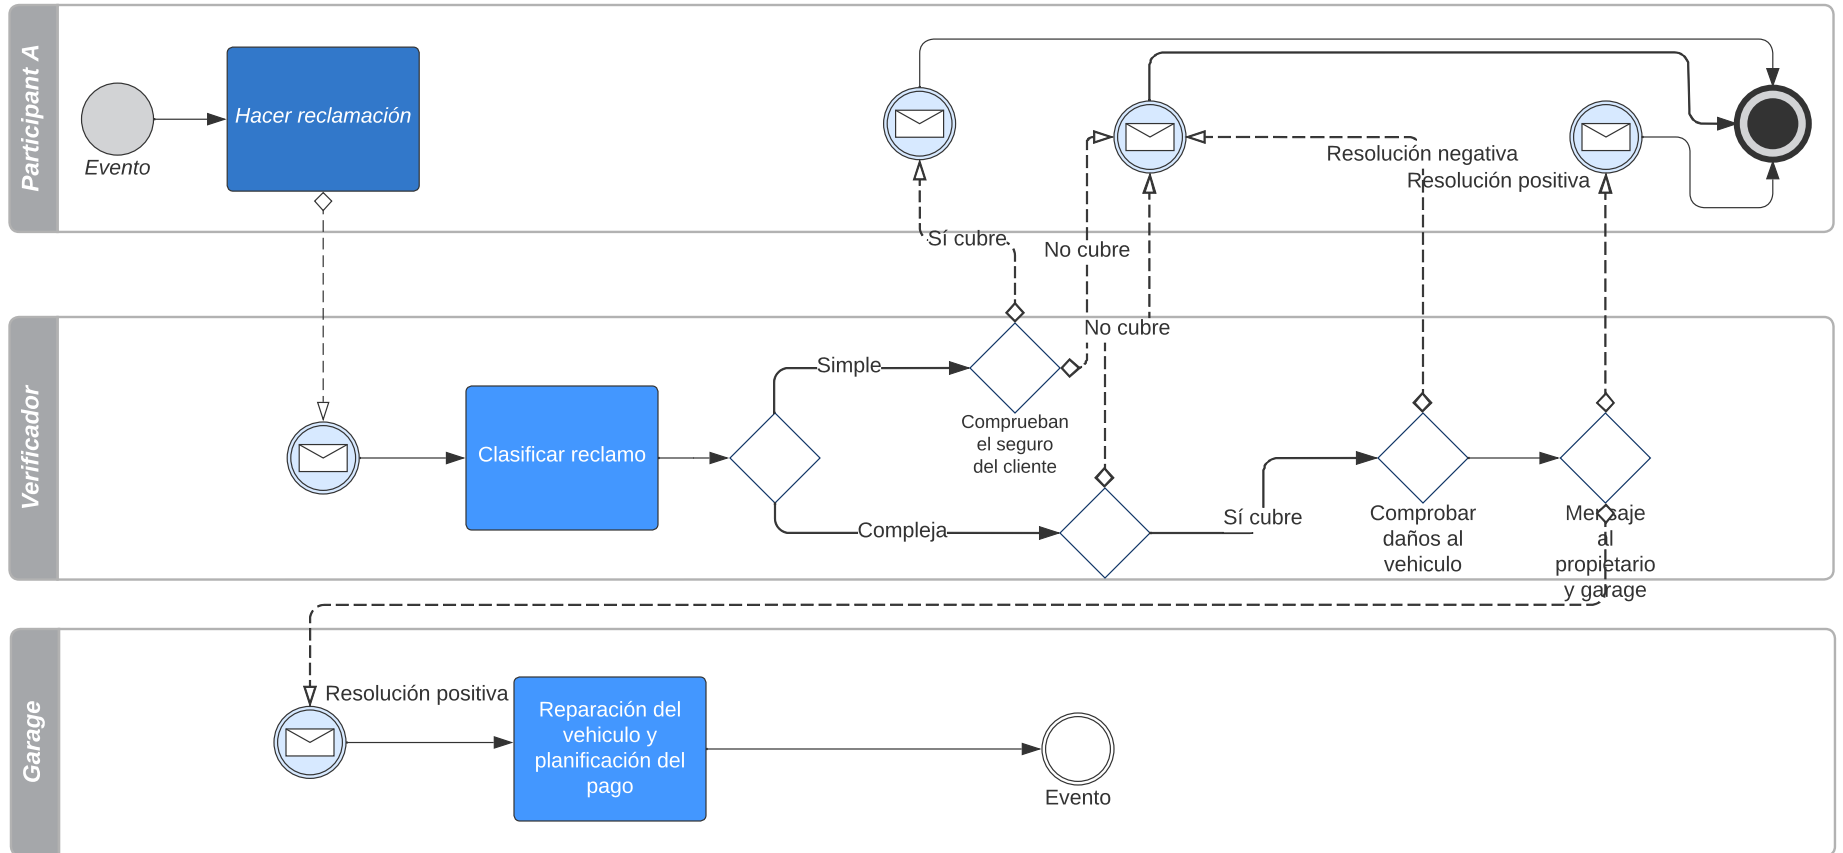 Participant A
Evento
Hacer reclamación
Resolución negativa
Resolución positiva
Sí cubre
No cubre
Verificador
No cubre
Simple
Comprueban
el seguro
del cliente
Clasificar reclamo
Compleja
Sí cubre
Comprobar
daños al
vehiculo
Mensaje
al
propietario
y garage
Garage
Resolución positiva
Reparación del
vehiculo y
planificación del
pago
Evento